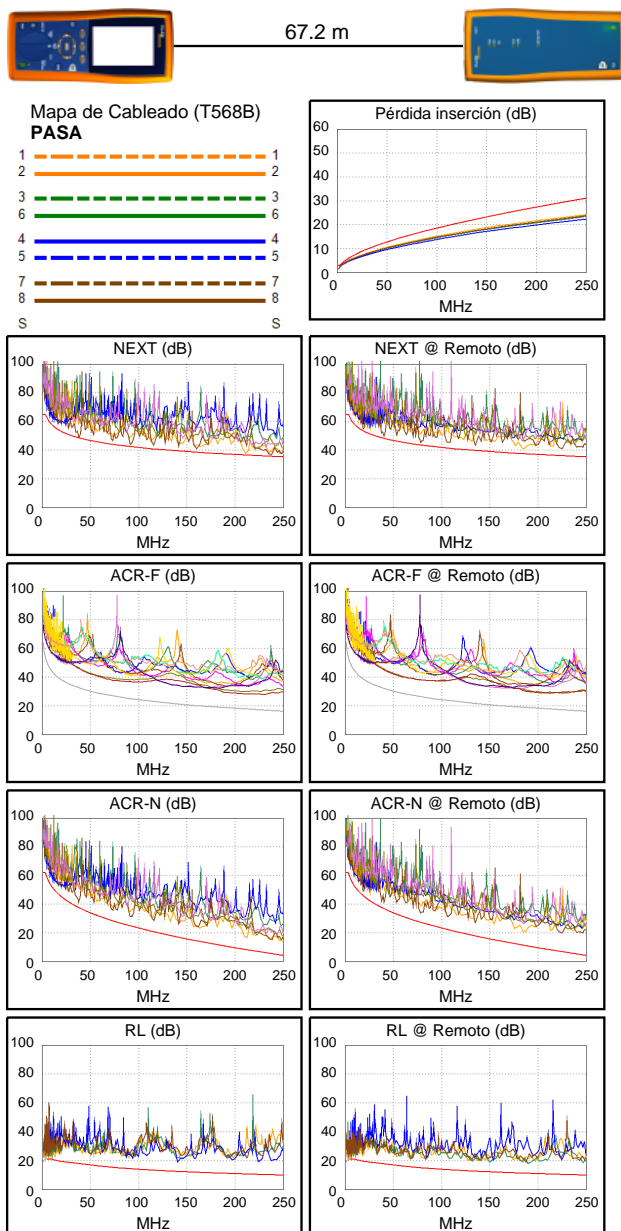 67.2 m
Mapa de Cableado (T568B)
PASA
1 1
2 2
3 3
6 6
4 4
5 5
7 7
8 8
S S
Pérdida inserción (dB)
60
50
40
30
20
10
0
0 50 100 150 200 250
MHz
NEXT (dB)
100
80
60
40
20
0
0 50 100 150 200 250
MHz
NEXT @ Remoto (dB)
100
80
60
40
20
0
0 50 100 150 200 250
MHz
ACR-F (dB)
100
80
60
40
20
0
0 50 100 150 200 250
MHz
ACR-F @ Remoto (dB)
100
80
60
40
20
0
0 50 100 150 200 250
MHz
ACR-N (dB)
100
80
60
40
20
0
0 50 100 150 200 250
MHz
ACR-N @ Remoto (dB)
100
80
60
40
20
0
0 50 100 150 200 250
MHz
RL (dB)
100
80
60
40
20
0
0 50 100 150 200 250
MHz
RL @ Remoto (dB)
100
80
60
40
20
0
0 50 100 150 200 250
MHz